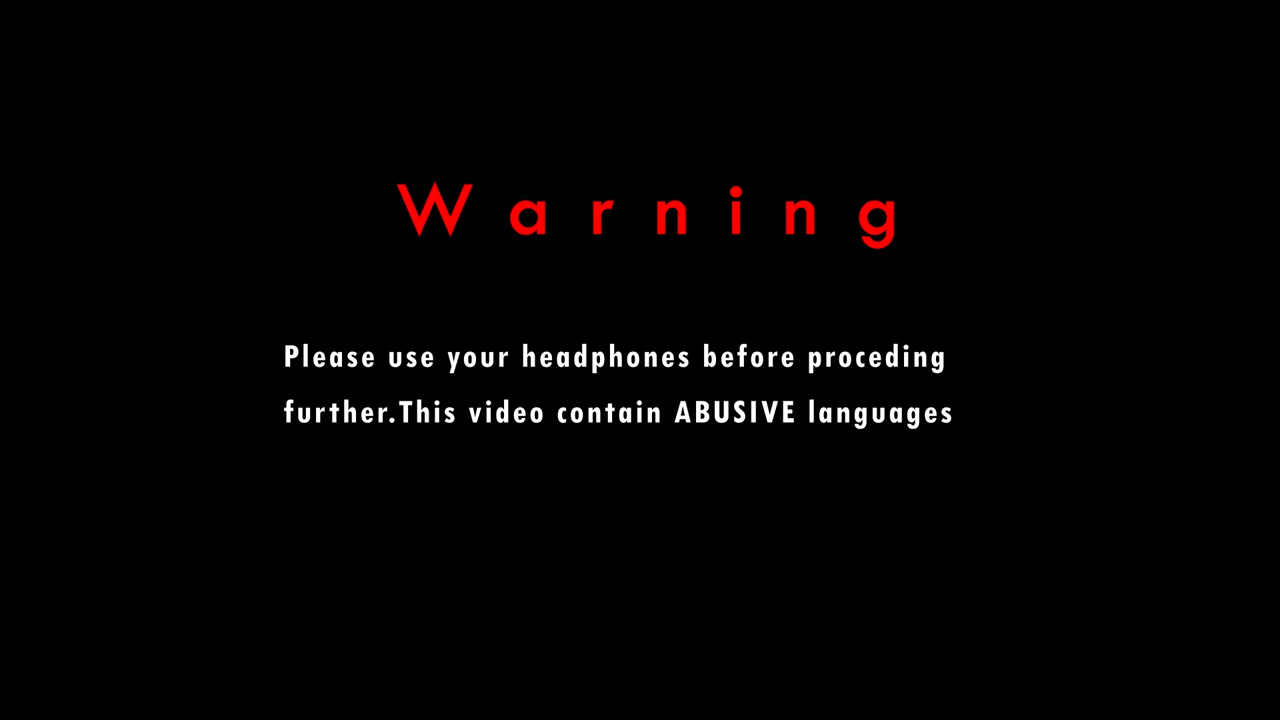 Warning
Please use your headphones before proceding
further.This video contain ABUSIVE languages